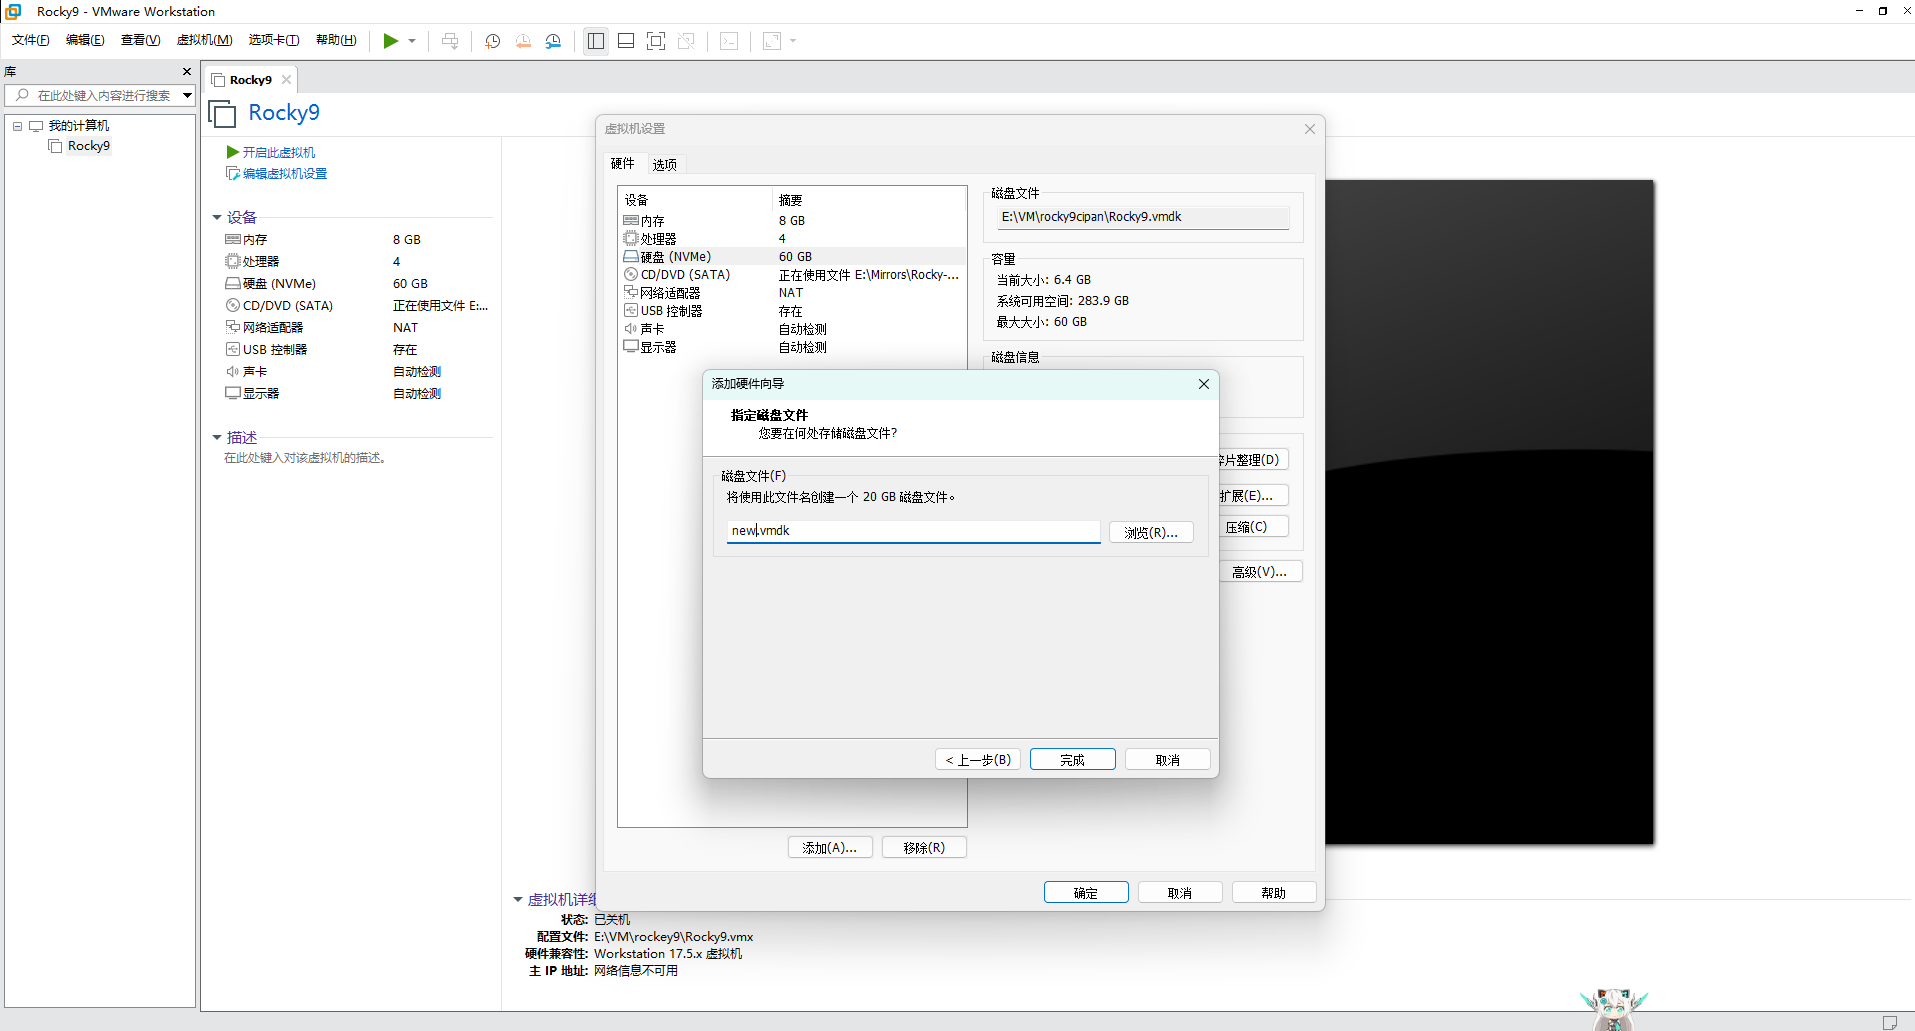 Rocky9 - VMware Workstation
文件(F) 编辑(E) 查看(V) 虚拟机(M) 选项卡(T) 帮助(H)
库
在此处键入内容进行搜索
我的计算机
Rocky9
Rocky9
Rocky9
开启此虚拟机
编辑虚拟机设置
设备
内存 8 GB
处理器 4
硬盘 (NVMe) 60 GB
CD/DVD (SATA) 正在使用文件 E:...
网络适配器 NAT
USB 控制器 存在
声卡 自动检测
显示器 自动检测
描述
在此处键入对该虚拟机的描述。
虚拟机设置
硬件 选项
设备 摘要
内存 8 GB
处理器 4
硬盘 (NVMe) 60 GB
CD/DVD (SATA) 正在使用文件 E:\Mirrors\Rocky-...
网络适配器 NAT
USB 控制器 存在
声卡 自动检测
显示器 自动检测
磁盘文件
E:\VM\rocky9cipan\Rocky9.vmdk
容量
当前大小: 6.4 GB
系统可用空间: 283.9 GB
最大大小: 60 GB
磁盘信息
片整理(D)
扩展(E)...
压缩(C)
高级(V)...
添加硬件向导
指定磁盘文件
您要在何处存储磁盘文件?
磁盘文件(F)
将使用此文件名创建一个 20 GB 磁盘文件。
new.vmdk
浏览(R)...
< 上一步(B) 完成 取消
添加(A)... 移除(R)
确定 取消 帮助
虚拟机详细
状态: 已关机
配置文件: E:\VM\rockey9\Rocky9.vmx
硬件兼容性: Workstation 17.5.x 虚拟机
主 IP 地址: 网络信息不可用